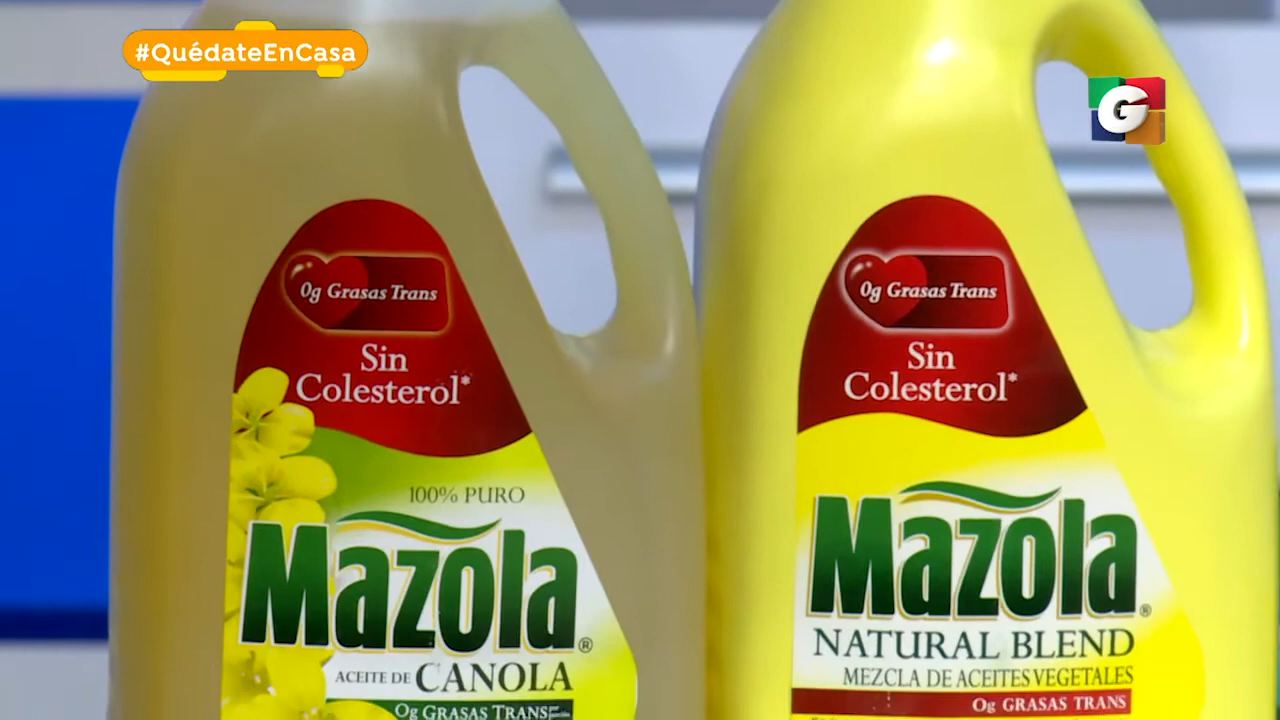 #QuédateEnCasa
G
0g Grasas Trans
Sin
Colesterol*
100% PURO
Mazola®
ACEITE DE CANOLA
0g GRASAS TRANS
0g Grasas Trans
Sin
Colesterol*
Mazola®
NATURAL BLEND
MEZCLA DE ACEITES VEGETALES
0g GRASAS TRANS